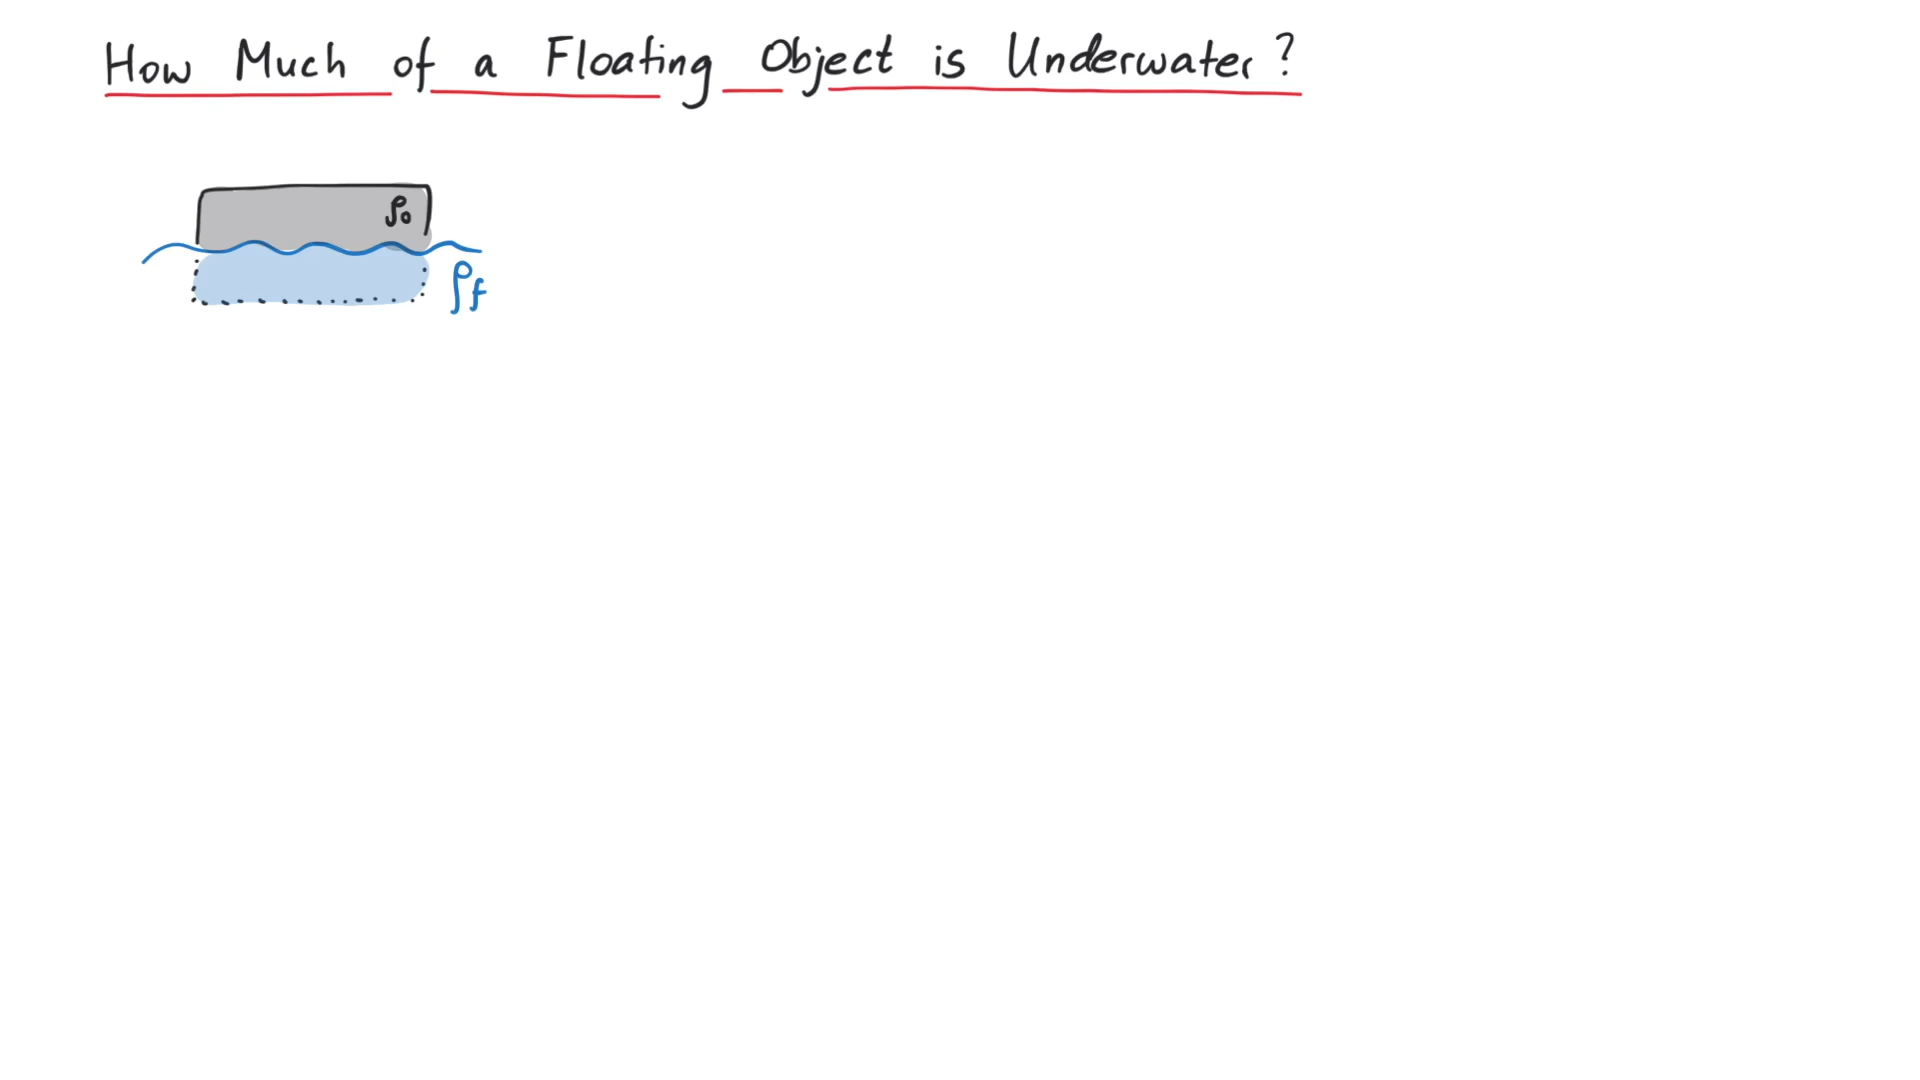 How Much of a Floating Object is Underwater?
ρo
ρf